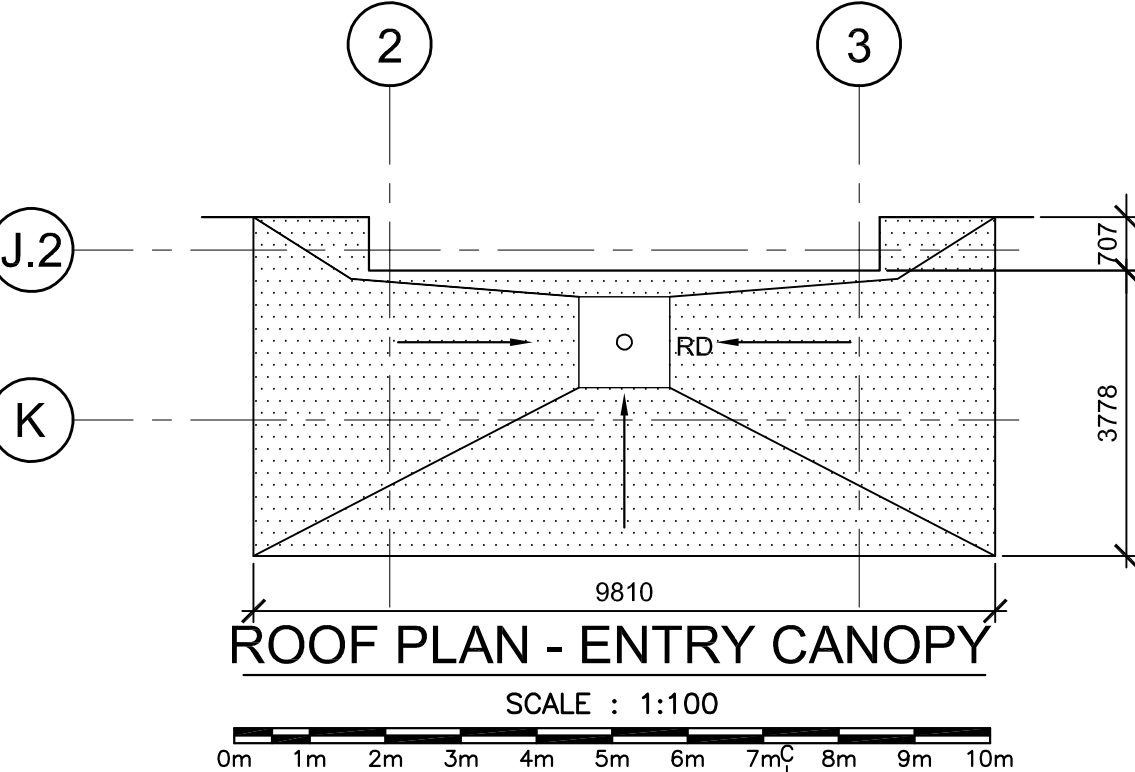 2 3
J.2
707
RD
K
3778
9810
ROOF PLAN - ENTRY CANOPY
SCALE : 1:100
0m 1m 2m 3m 4m 5m 6m 7m C 8m 9m 10m